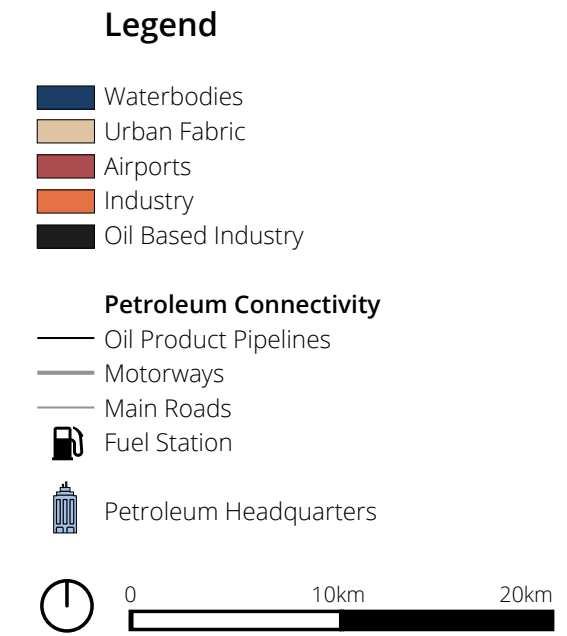 Legend
Waterbodies
Urban Fabric
Airports
Industry
Oil Based Industry
Petroleum Connectivity
Oil Product Pipelines
Motorways
Main Roads
Fuel Station
Petroleum Headquarters
0 10km 20km